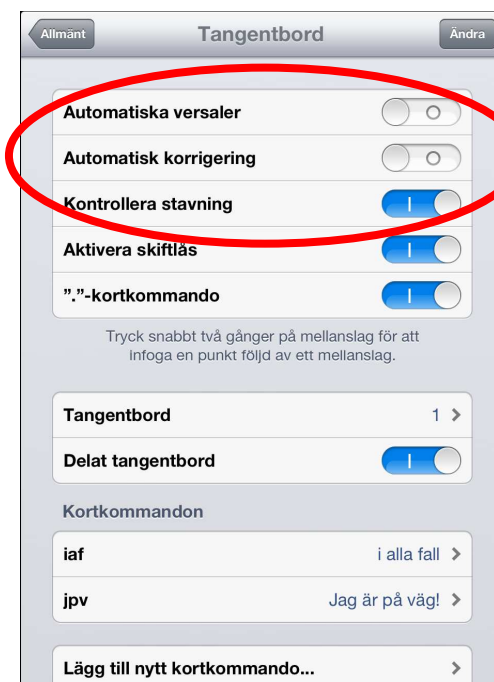 Allmänt Tangentbord Ändra
Automatiska versaler
Automatisk korrigering
Kontrollera stavning
Aktivera skiftlås
”.”-kortkommando
Tryck snabbt två gånger på mellanslag för att
infoga en punkt följd av ett mellanslag.
Tangentbord 1
Delat tangentbord
Kortkommandon
iaf i alla fall
jpv Jag är på väg!
Lägg till nytt kortkommando...